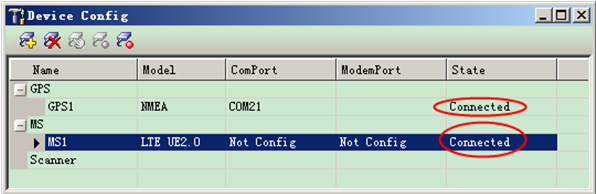 Device Config
Name Model ComPort ModemPort State
GPS
GPS1 NMEA COM21 Connected
MS
MS1 LTE UE2.0 Not Config Not Config Connected
Scanner